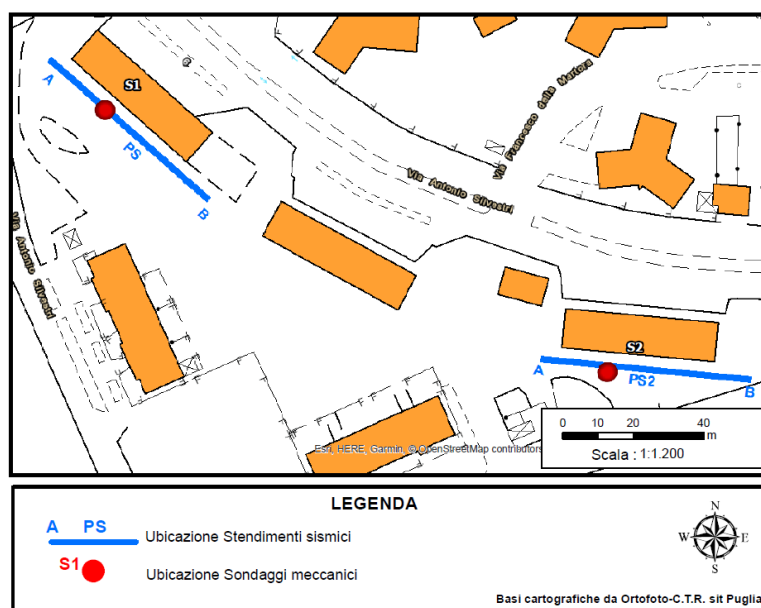 A
S1
PS
B
Via Francesco della Martora
Via Antonio Silvestri
Via Antonio Silvestri
S2
A
PS2
B
0 10 20 40
m
Scala : 1:1.200
Esri, HERE, Garmin, © OpenStreetMap contributors
LEGENDA
A PS
Ubicazione Stendimenti sismici
S1
Ubicazione Sondaggi meccanici
N
W E
S
Basi cartografiche da Ortofoto-C.T.R. sit Puglia